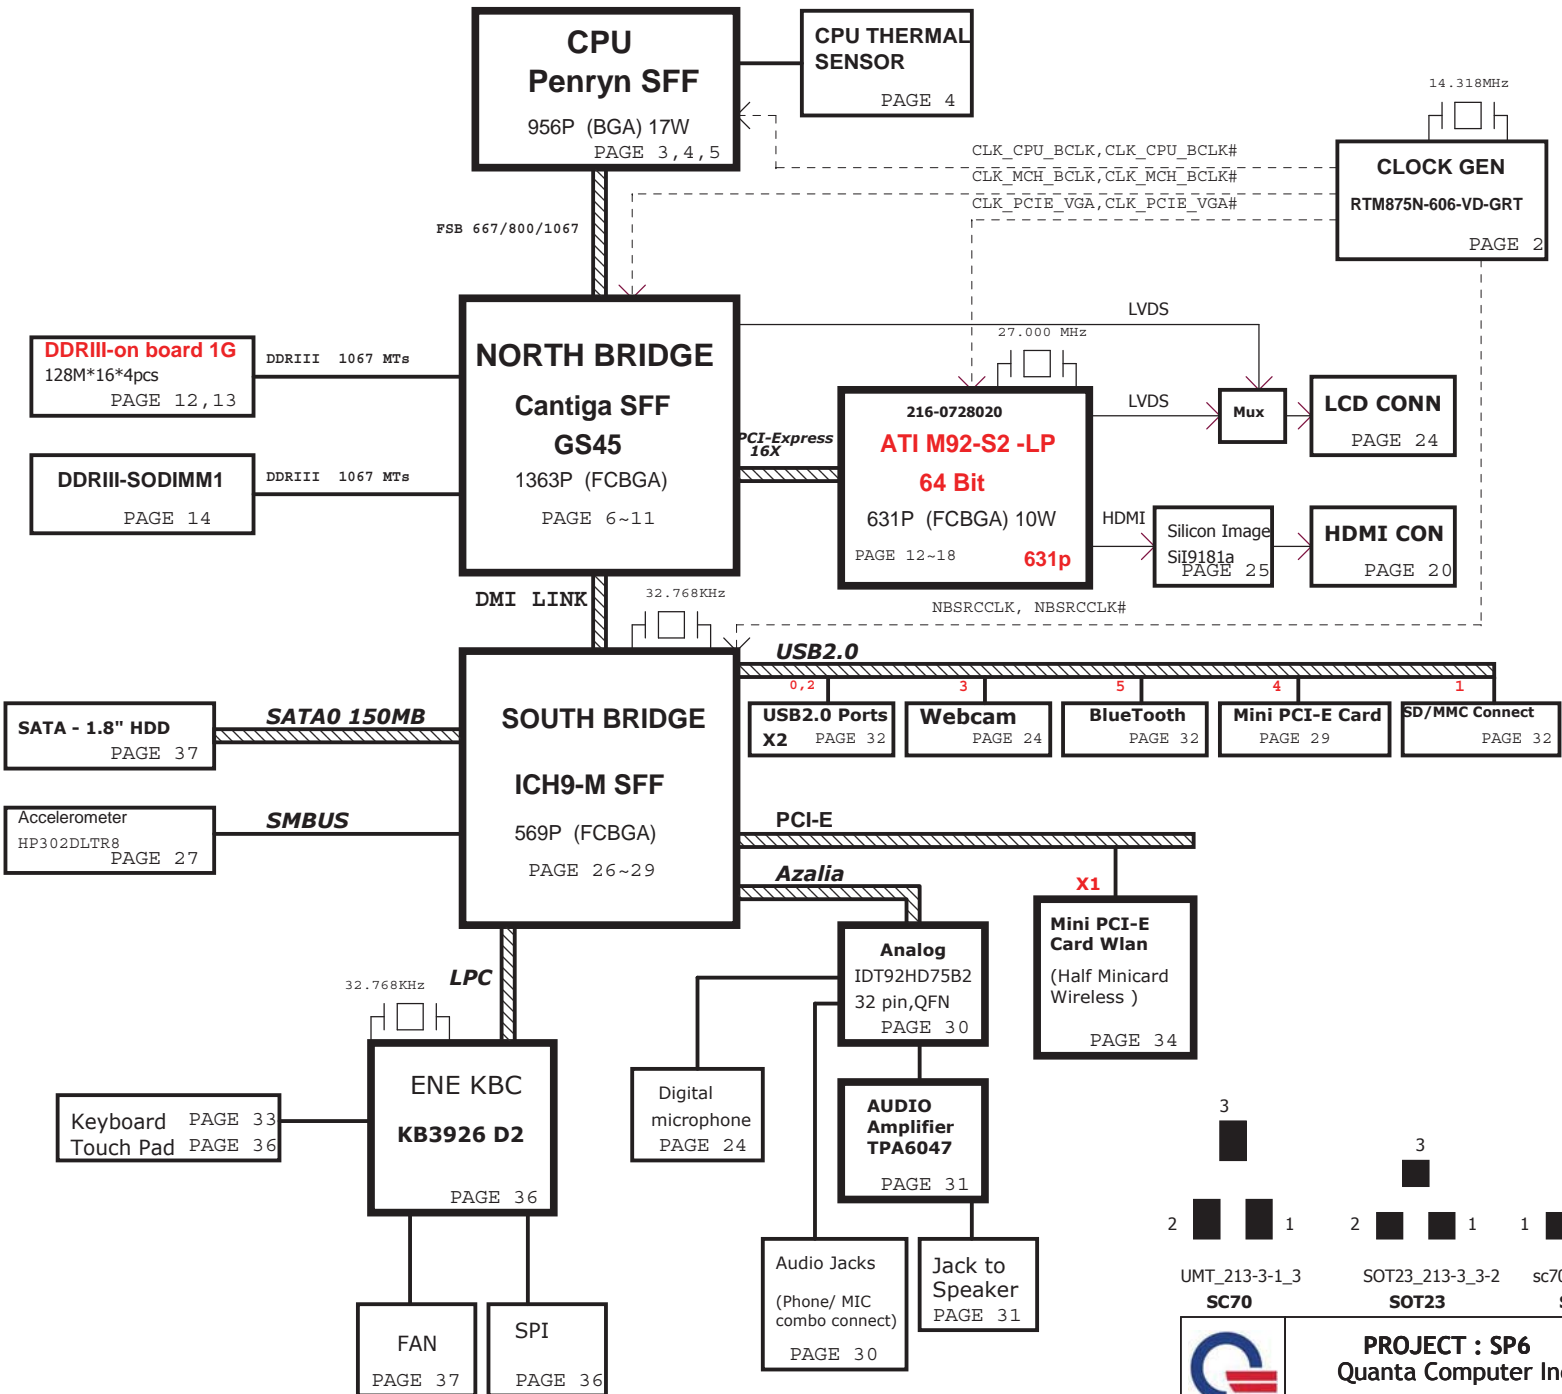 CPU
Penryn SFF
956P (BGA) 17W
PAGE 3,4,5
CPU THERMAL
SENSOR
PAGE 4
14.318MHz
CLOCK GEN
RTM875N-606-VD-GRT
PAGE 2
CLK_CPU_BCLK,CLK_CPU_BCLK#
CLK_MCH_BCLK,CLK_MCH_BCLK#
CLK_PCIE_VGA,CLK_PCIE_VGA#
FSB 667/800/1067
DDRIII-on board 1G
128M*16*4pcs
PAGE 12,13
DDRIII 1067 MTs
DDRIII-SODIMM1
PAGE 14
DDRIII 1067 MTs
NORTH BRIDGE
Cantiga SFF
GS45
1363P (FCBGA)
PAGE 6~11
PCI-Express
16X
LVDS
27.000 MHz
216-0728020
ATI M92-S2 -LP
64 Bit
631P (FCBGA) 10W
PAGE 12~18
631p
LVDS
Mux
LCD CONN
PAGE 24
HDMI
Silicon Image
SiI9181a
PAGE 25
HDMI CON
PAGE 20
NBSRCCLK, NBSRCCLK#
DMI LINK
32.768KHz
SOUTH BRIDGE
ICH9-M SFF
569P (FCBGA)
PAGE 26~29
SATA - 1.8" HDD
PAGE 37
SATA0 150MB
Accelerometer
HP302DLTR8
PAGE 27
SMBUS
USB2.0
0,2
3
5
4
1
USB2.0 Ports
X2 PAGE 32
Webcam
PAGE 24
BlueTooth
PAGE 32
Mini PCI-E Card
PAGE 29
SD/MMC Connect
PAGE 32
PCI-E
X1
Mini PCI-E
Card Wlan
(Half Minicard
Wireless )
PAGE 34
Azalia
Analog
IDT92HD75B2
32 pin,QFN
PAGE 30
Digital
microphone
PAGE 24
AUDIO
Amplifier
TPA6047
PAGE 31
Audio Jacks
(Phone/ MIC
combo connect)
PAGE 30
Jack to
Speaker
PAGE 31
LPC
32.768KHz
ENE KBC
KB3926 D2
PAGE 36
Keyboard PAGE 33
Touch Pad PAGE 36
FAN
PAGE 37
SPI
PAGE 36
3
2
1
UMT_213-3-1_3
SC70
3
2
1
SOT23_213-3_3-2
SOT23
1
PROJECT : SP6
Quanta Computer